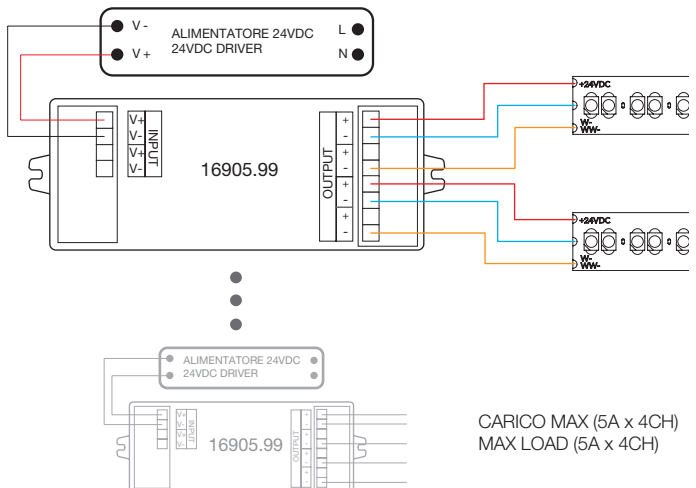 V -
V +
ALIMENTATORE 24VDC
24VDC DRIVER
L
N
V+
V-
V+
V-
INPUT
16905.99
OUTPUT
+
-
+
-
+
-
+
-
+24VDC
W-
WW-
+24VDC
W-
WW-
ALIMENTATORE 24VDC
24VDC DRIVER
V+
V-
V+
V-
INPUT
16905.99
OUTPUT
+
-
+
-
+
-
+
-
CARICO MAX (5A x 4CH)
MAX LOAD (5A x 4CH)